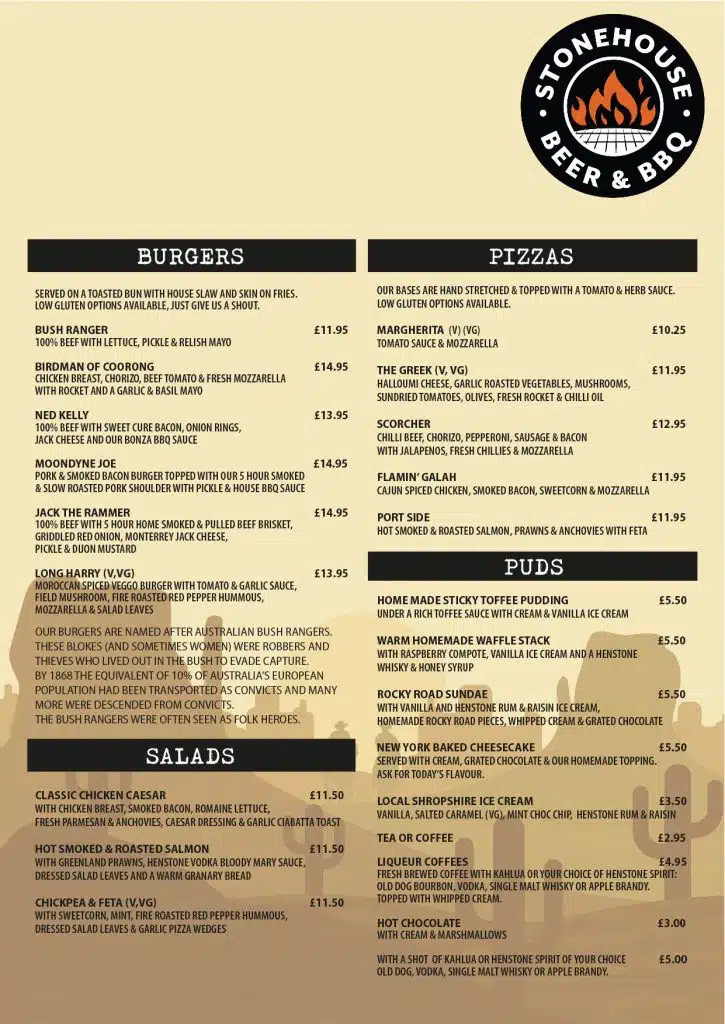 STONEHOUSE
BEER & BBQ
BURGERS
SERVED ON A TOASTED BUN WITH HOUSE SLAW AND SKIN ON FRIES.
LOW GLUTEN OPTIONS AVAILABLE, JUST GIVE US A SHOUT.
BUSH RANGER £11.95
100% BEEF WITH LETTUCE, PICKLE & RELISH MAYO
BIRDMAN OF COORONG £14.95
CHICKEN BREAST, CHORIZO, BEEF TOMATO & FRESH MOZZARELLA
WITH ROCKET AND A GARLIC & BASIL MAYO
NED KELLY £13.95
100% BEEF WITH SWEET CURE BACON, ONION RINGS,
JACK CHEESE AND OUR BONZA BBQ SAUCE
MOONDYNE JOE £14.95
PORK & SMOKED BACON BURGER TOPPED WITH OUR 5 HOUR SMOKED
& SLOW ROASTED PORK SHOULDER WITH PICKLE & HOUSE BBQ SAUCE
JACK THE RAMMER £14.95
100% BEEF WITH 5 HOUR HOME SMOKED & PULLED BEEF BRISKET,
GRIDDLED RED ONION, MONTERREY JACK CHEESE,
PICKLE & DIJON MUSTARD
LONG HARRY (V,VG) £13.95
MOROCCAN SPICED VEGGO BURGER WITH TOMATO & GARLIC SAUCE,
FIELD MUSHROOM, FIRE ROASTED RED PEPPER HUMMOUS,
MOZZARELLA & SALAD LEAVES
OUR BURGERS ARE NAMED AFTER AUSTRALIAN BUSH RANGERS.
THESE BLOKES (AND SOMETIMES WOMEN) WERE ROBBERS AND
THIEVES WHO LIVED OUT IN THE BUSH TO EVADE CAPTURE.
BY 1868 THE EQUIVALENT OF 10% OF AUSTRALIA'S EUROPEAN
POPULATION HAD BEEN TRANSPORTED AS CONVICTS AND MANY
MORE WERE DESCENDED FROM CONVICTS.
THE BUSH RANGERS WERE OFTEN SEEN AS FOLK HEROES.
SALADS
CLASSIC CHICKEN CAESAR £11.50
WITH CHICKEN BREAST, SMOKED BACON, ROMAINE LETTUCE,
FRESH PARMESAN & ANCHOVIES, CAESAR DRESSING & GARLIC CIABATTA TOAST
HOT SMOKED & ROASTED SALMON £11.50
WITH GREENLAND PRAWNS, HENSTONE VODKA BLOODY MARY SAUCE,
DRESSED SALAD LEAVES AND A WARM GRANARY BREAD
CHICKPEA & FETA (V,VG) £11.50
WITH SWEETCORN, MINT, FIRE ROASTED RED PEPPER HUMMOUS,
DRESSED SALAD LEAVES & GARLIC PIZZA WEDGES
PIZZAS
OUR BASES ARE HAND STRETCHED & TOPPED WITH A TOMATO & HERB SAUCE.
LOW GLUTEN OPTIONS AVAILABLE.
MARGHERITA (V) (VG) £10.25
TOMATO SAUCE & MOZZARELLA
THE GREEK (V, VG) £11.95
HALLOUMI CHEESE, GARLIC ROASTED VEGETABLES, MUSHROOMS,
SUNDRIED TOMATOES, OLIVES, FRESH ROCKET & CHILLI OIL
SCORCHER £12.95
CHILLI BEEF, CHORIZO, PEPPERONI, SAUSAGE & BACON
WITH JALAPENOS, FRESH CHILLIES & MOZZARELLA
FLAMIN' GALAH £11.95
CAJUN SPICED CHICKEN, SMOKED BACON, SWEETCORN & MOZZARELLA
PORT SIDE £11.95
HOT SMOKED & ROASTED SALMON, PRAWNS & ANCHOVIES WITH FETA
PUDS
HOME MADE STICKY TOFFEE PUDDING £5.50
UNDER A RICH TOFFEE SAUCE WITH CREAM & VANILLA ICE CREAM
WARM HOMEMADE WAFFLE STACK £5.50
WITH RASPBERRY COMPOTE, VANILLA ICE CREAM AND A HENSTONE
WHISKY & HONEY SYRUP
ROCKY ROAD SUNDAE £5.50
WITH VANILLA AND HENSTONE RUM & RAISIN ICE CREAM,
HOMEMADE ROCKY ROAD PIECES, WHIPPED CREAM & GRATED CHOCOLATE
NEW YORK BAKED CHEESECAKE £5.50
SERVED WITH CREAM, GRATED CHOCOLATE & OUR HOMEMADE TOPPING.
ASK FOR TODAY'S FLAVOUR.
LOCAL SHROPSHIRE ICE CREAM £3.50
VANILLA, SALTED CARAMEL (VG), MINT CHOC CHIP, HENSTONE RUM & RAISIN
TEA OR COFFEE £2.95
LIQUEUR COFFEES £4.95
FRESH BREWED COFFEE WITH KAHLUA OR YOUR CHOICE OF HENSTONE SPIRIT:
OLD DOG BOURBON, VODKA, SINGLE MALT WHISKY OR APPLE BRANDY.
TOPPED WITH WHIPPED CREAM.
HOT CHOCOLATE £3.00
WITH CREAM & MARSHMALLOWS
WITH A SHOT OF KAHLUA OR HENSTONE SPIRIT OF YOUR CHOICE £5.00
OLD DOG, VODKA, SINGLE MALT WHISKY OR APPLE BRANDY.